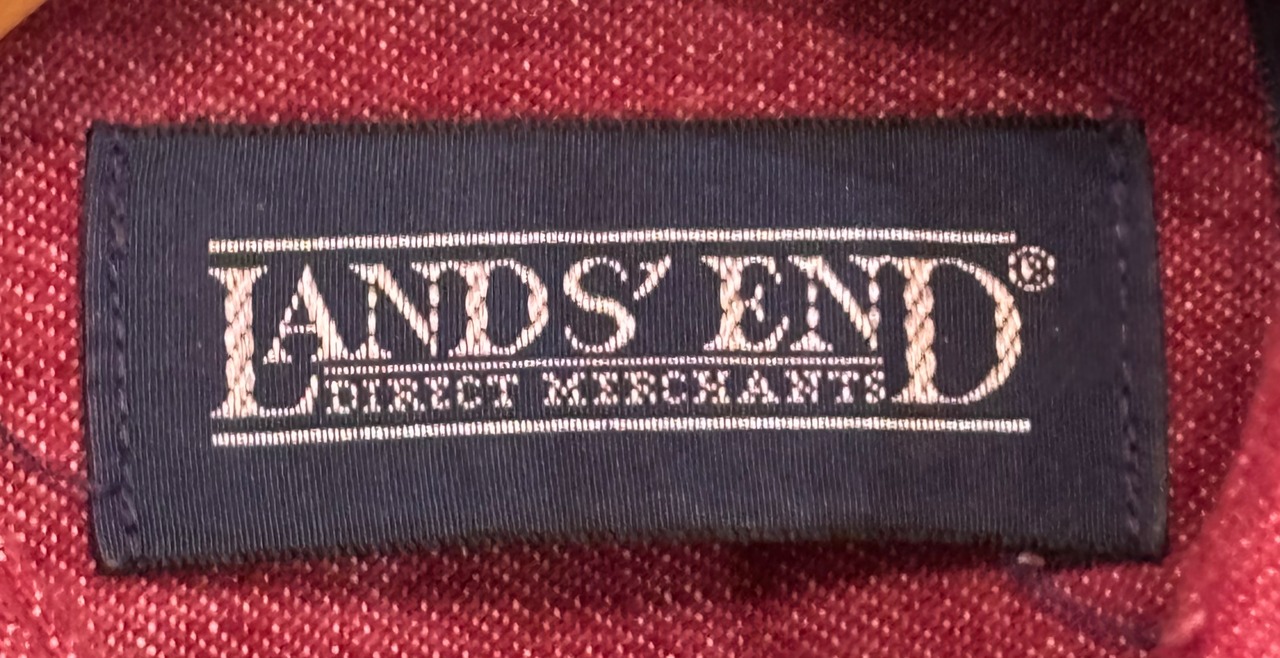 LANDS' END®
DIRECT MERCHANTS